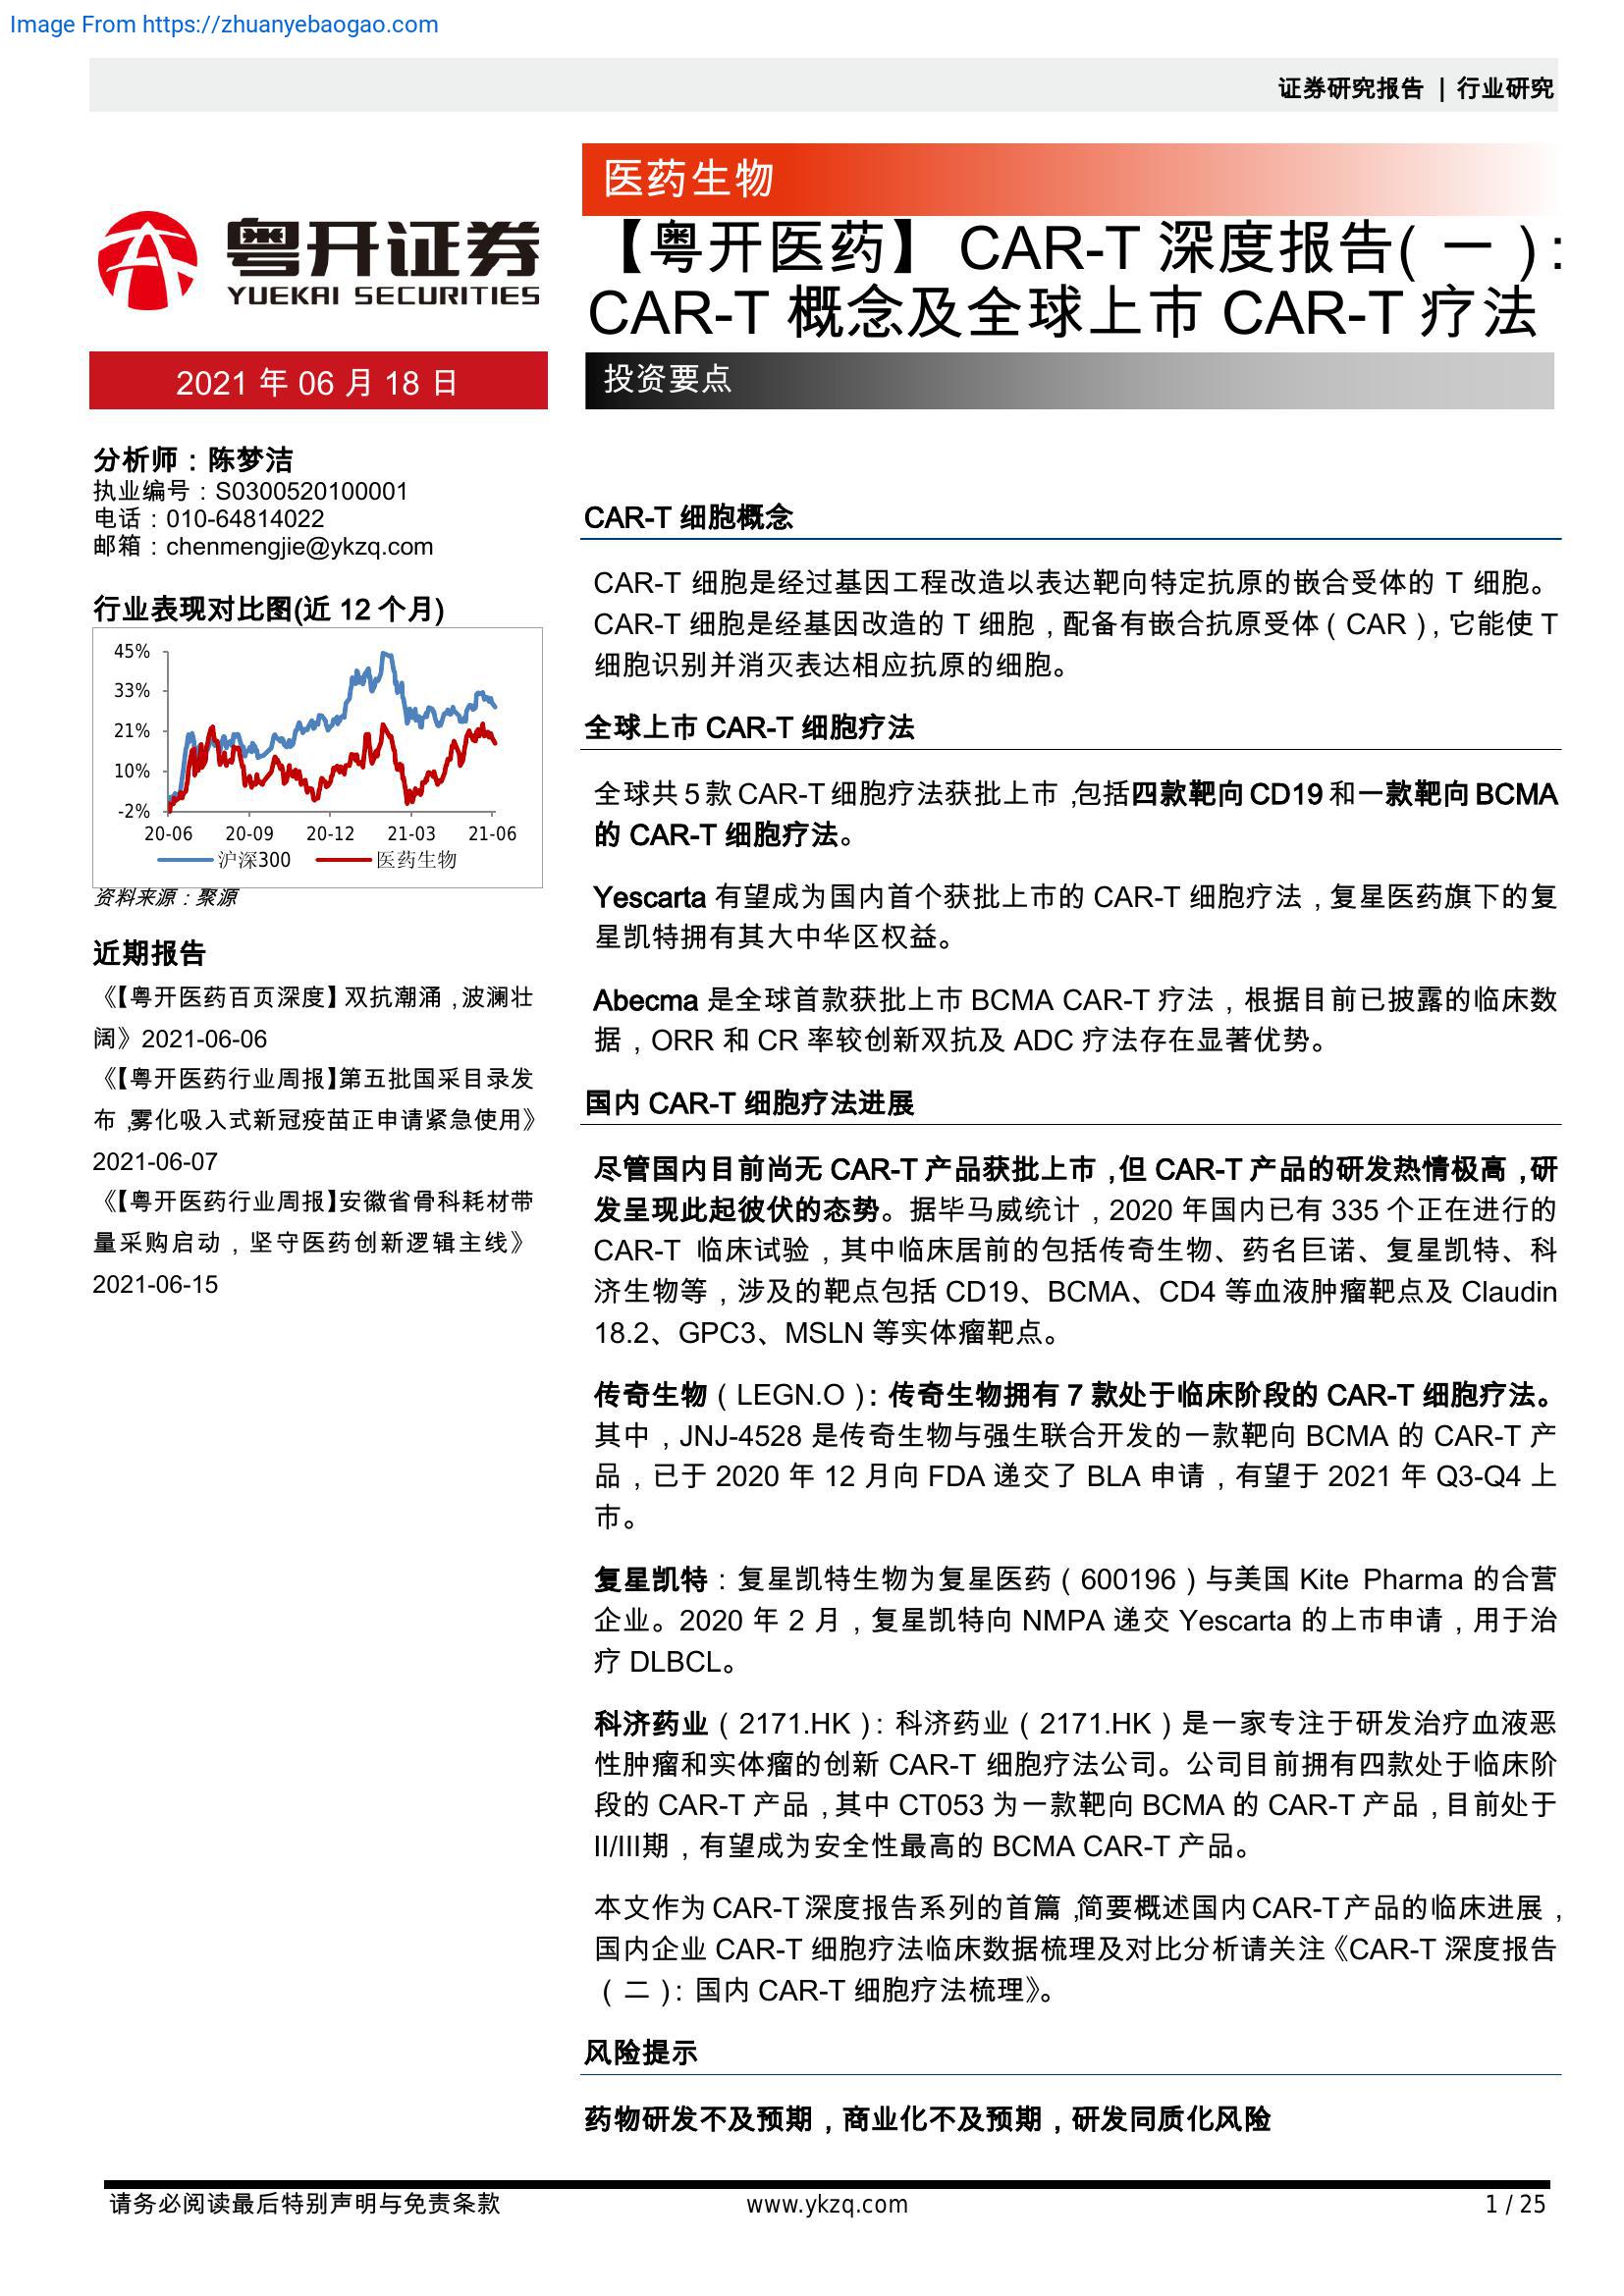 Image From https://zhuanyebaogao.com
证券研究报告 | 行业研究
医药生物
粤开证券
YUEKAI SECURITIES
【粤开医药】CAR-T 深度报告(一):
CAR-T 概念及全球上市 CAR-T 疗法
2021 年 06 月 18 日
投资要点
分析师：陈梦洁
执业编号：S0300520100001
电话：010-64814022
邮箱：chenmengjie@ykzq.com
行业表现对比图(近 12 个月)
45%
33%
21%
10%
-2%
20-06 20-09 20-12 21-03 21-06
沪深300 医药生物
资料来源：聚源
近期报告
《【粤开医药百页深度】双抗潮涌，波澜壮
阔》2021-06-06
《【粤开医药行业周报】第五批国采目录发
布，雾化吸入式新冠疫苗正申请紧急使用》
2021-06-07
《【粤开医药行业周报】安徽省骨科耗材带
量采购启动，坚守医药创新逻辑主线》
2021-06-15
CAR-T 细胞概念
CAR-T 细胞是经过基因工程改造以表达靶向特定抗原的嵌合受体的 T 细胞。
CAR-T 细胞是经基因改造的 T 细胞，配备有嵌合抗原受体（CAR），它能使 T
细胞识别并消灭表达相应抗原的细胞。
全球上市 CAR-T 细胞疗法
全球共 5 款 CAR-T 细胞疗法获批上市，包括四款靶向 CD19 和一款靶向 BCMA
的 CAR-T 细胞疗法。
Yescarta 有望成为国内首个获批上市的 CAR-T 细胞疗法，复星医药旗下的复
星凯特拥有其大中华区权益。
Abecma 是全球首款获批上市 BCMA CAR-T 疗法，根据目前已披露的临床数
据，ORR 和 CR 率较创新双抗及 ADC 疗法存在显著优势。
国内 CAR-T 细胞疗法进展
尽管国内目前尚无 CAR-T 产品获批上市，但 CAR-T 产品的研发热情极高，研
发呈现此起彼伏的态势。据毕马威统计，2020 年国内已有 335 个正在进行的
CAR-T 临床试验，其中临床居前的包括传奇生物、药名巨诺、复星凯特、科
济生物等，涉及的靶点包括 CD19、BCMA、CD4 等血液肿瘤靶点及 Claudin
18.2、GPC3、MSLN 等实体瘤靶点。
传奇生物（LEGN.O）：传奇生物拥有 7 款处于临床阶段的 CAR-T 细胞疗法。
其中，JNJ-4528 是传奇生物与强生联合开发的一款靶向 BCMA 的 CAR-T 产
品，已于 2020 年 12 月向 FDA 递交了 BLA 申请，有望于 2021 年 Q3-Q4 上
市。
复星凯特：复星凯特生物为复星医药（600196）与美国 Kite Pharma 的合营
企业。2020 年 2 月，复星凯特向 NMPA 递交 Yescarta 的上市申请，用于治
疗 DLBCL。
科济药业（2171.HK）：科济药业（2171.HK）是一家专注于研发治疗血液恶
性肿瘤和实体瘤的创新 CAR-T 细胞疗法公司。公司目前拥有四款处于临床阶
段的 CAR-T 产品，其中 CT053 为一款靶向 BCMA 的 CAR-T 产品，目前处于
II/III期，有望成为安全性最高的 BCMA CAR-T 产品。
本文作为 CAR-T 深度报告系列的首篇，简要概述国内 CAR-T 产品的临床进展，
国内企业 CAR-T 细胞疗法临床数据梳理及对比分析请关注《CAR-T 深度报告
（二）：国内 CAR-T 细胞疗法梳理》。
风险提示
药物研发不及预期，商业化不及预期，研发同质化风险
请务必阅读最后特别声明与免责条款 www.ykzq.com 1 / 25